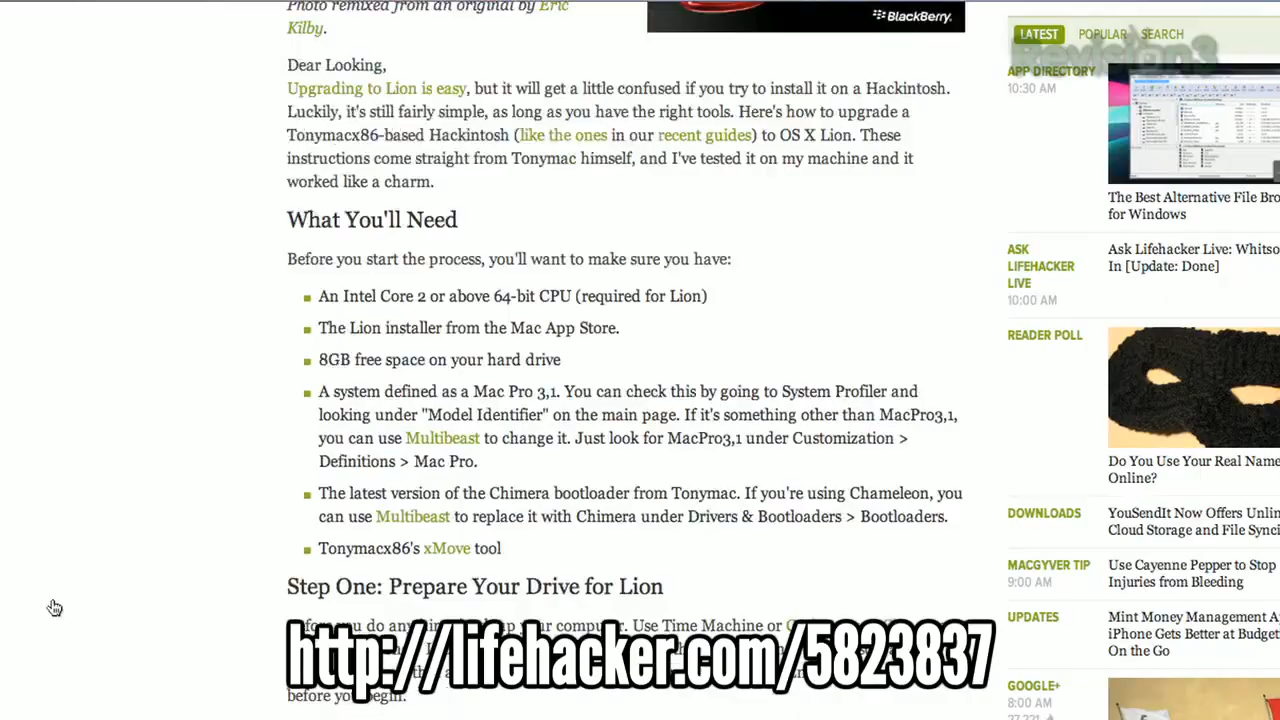 Photo remixed from an original by Eric
Kilby.
BlackBerry.
Dear Looking,
Upgrading to Lion is easy, but it will get a little confused if you try to install it on a Hackintosh.
Luckily, it's still fairly simple, as long as you have the right tools. Here's how to upgrade a
Tonymacx86-based Hackintosh (like the ones in our recent guides) to OS X Lion. These
instructions come straight from Tonymac himself, and I've tested it on my machine and it
worked like a charm.
What You'll Need
Before you start the process, you'll want to make sure you have:
An Intel Core 2 or above 64-bit CPU (required for Lion)
The Lion installer from the Mac App Store.
8GB free space on your hard drive
A system defined as a Mac Pro 3,1. You can check this by going to System Profiler and
looking under "Model Identifier" on the main page. If it's something other than MacPro3,1,
you can use Multibeast to change it. Just look for MacPro3,1 under Customization >
Definitions > Mac Pro.
The latest version of the Chimera bootloader from Tonymac. If you're using Chameleon, you
can use Multibeast to replace it with Chimera under Drivers & Bootloaders > Bootloaders.
Tonymacx86's xMove tool
Step One: Prepare Your Drive for Lion
your computer. Use Time Machine or
before you begin.
http://lifehacker.com/5823837
LATEST POPULAR SEARCH
Revision3
APP DIRECTORY
10:30 AM
The Best Alternative File Bro
for Windows
ASK
LIFEHACKER
LIVE
10:00 AM
Ask Lifehacker Live: Whitso
In [Update: Done]
READER POLL
Do You Use Your Real Name
Online?
DOWNLOADS
YouSendIt Now Offers Unlin
Cloud Storage and File Synci
MACGYVER TIP
9:00 AM
Use Cayenne Pepper to Stop
Injuries from Bleeding
UPDATES
Mint Money Management A
iPhone Gets Better at Budget
On the Go
GOOGLE+
8:00 AM
27,221